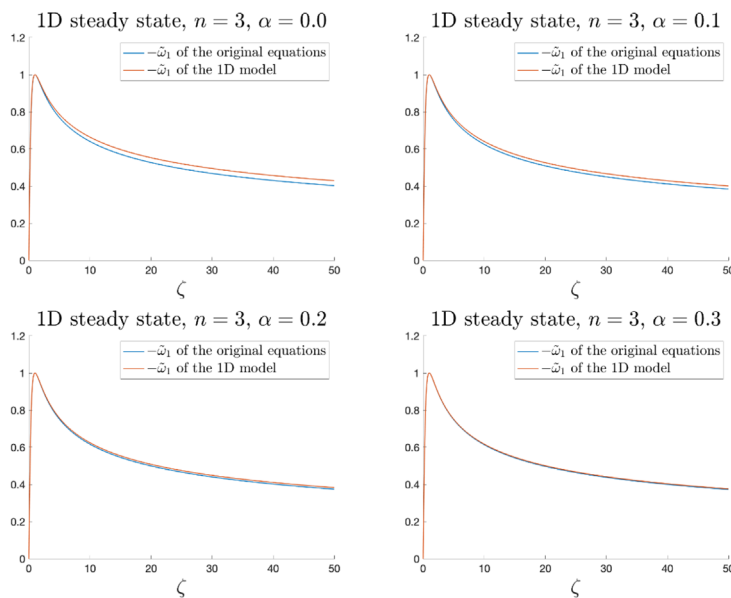 1D steady state, n = 3, α = 0.0
1.2
1
0.8
0.6
0.4
0.2
0
−ω̃₁ of the original equations
−ω̃₁ of the 1D model
0 10 20 30 40 50
ζ
1D steady state, n = 3, α = 0.1
1.2
1
0.8
0.6
0.4
0.2
0
−ω̃₁ of the original equations
−ω̃₁ of the 1D model
0 10 20 30 40 50
ζ
1D steady state, n = 3, α = 0.2
1.2
1
0.8
0.6
0.4
0.2
0
−ω̃₁ of the original equations
−ω̃₁ of the 1D model
0 10 20 30 40 50
ζ
1D steady state, n = 3, α = 0.3
1.2
1
0.8
0.6
0.4
0.2
0
−ω̃₁ of the original equations
−ω̃₁ of the 1D model
0 10 20 30 40 50
ζ